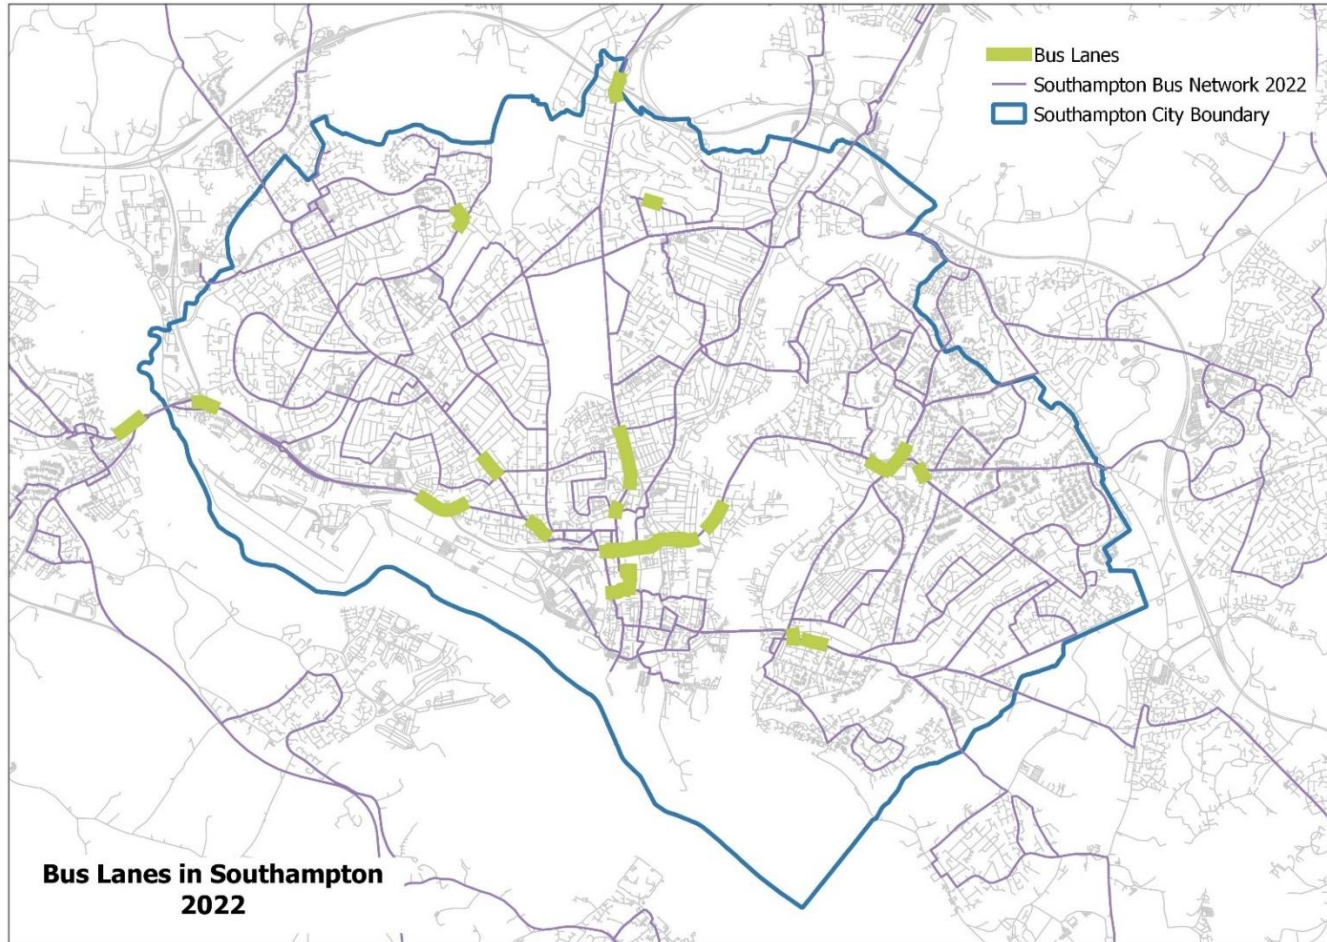 Bus Lanes
Southampton Bus Network 2022
Southampton City Boundary
Bus Lanes in Southampton
2022